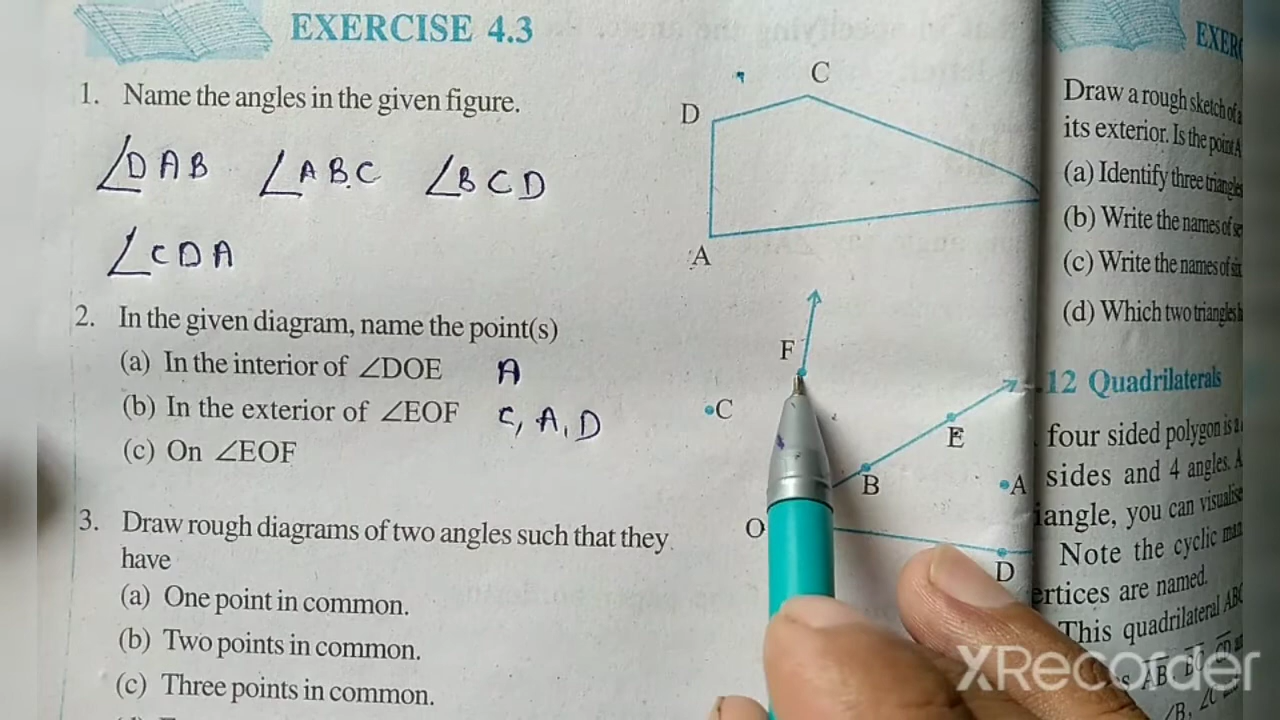 EXERCISE 4.3
1. Name the angles in the given figure.
∠DAB ∠ABC ∠BCD
∠CDA
D
C
A
2. In the given diagram, name the point(s)
(a) In the interior of ∠DOE A
(b) In the exterior of ∠EOF C, A, D
(c) On ∠EOF
F
C
E
B
A
O
D
3. Draw rough diagrams of two angles such that they
have
(a) One point in common.
(b) Two points in common.
(c) Three points in common.
Draw a rough sketch of
its exterior. Is the point A
(a) Identify three triangles
(b) Write the names of
(c) Write the names of
(d) Which two triangles
12 Quadrilaterals
four sided polygon is a
sides and 4 angles.
you can visualise
Note the cyclic
vertices are named.
This quadrilateral
AB, BC, CD
∠B,
XRecorder